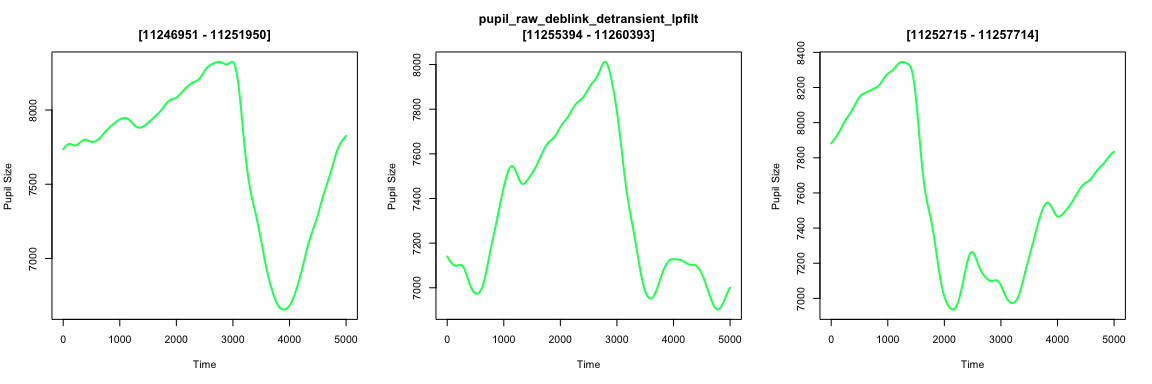 pupil_raw_deblink_detransient_lpfilt
[11246951 - 11251950]
[11255394 - 11260393]
[11252715 - 11257714]
Pupil Size
8000
7500
7000
0 1000 2000 3000 4000 5000
Time
Pupil Size
8000
7800
7600
7400
7200
7000
0 1000 2000 3000 4000 5000
Time
Pupil Size
8400
8200
8000
7800
7600
7400
7200
7000
0 1000 2000 3000 4000 5000
Time